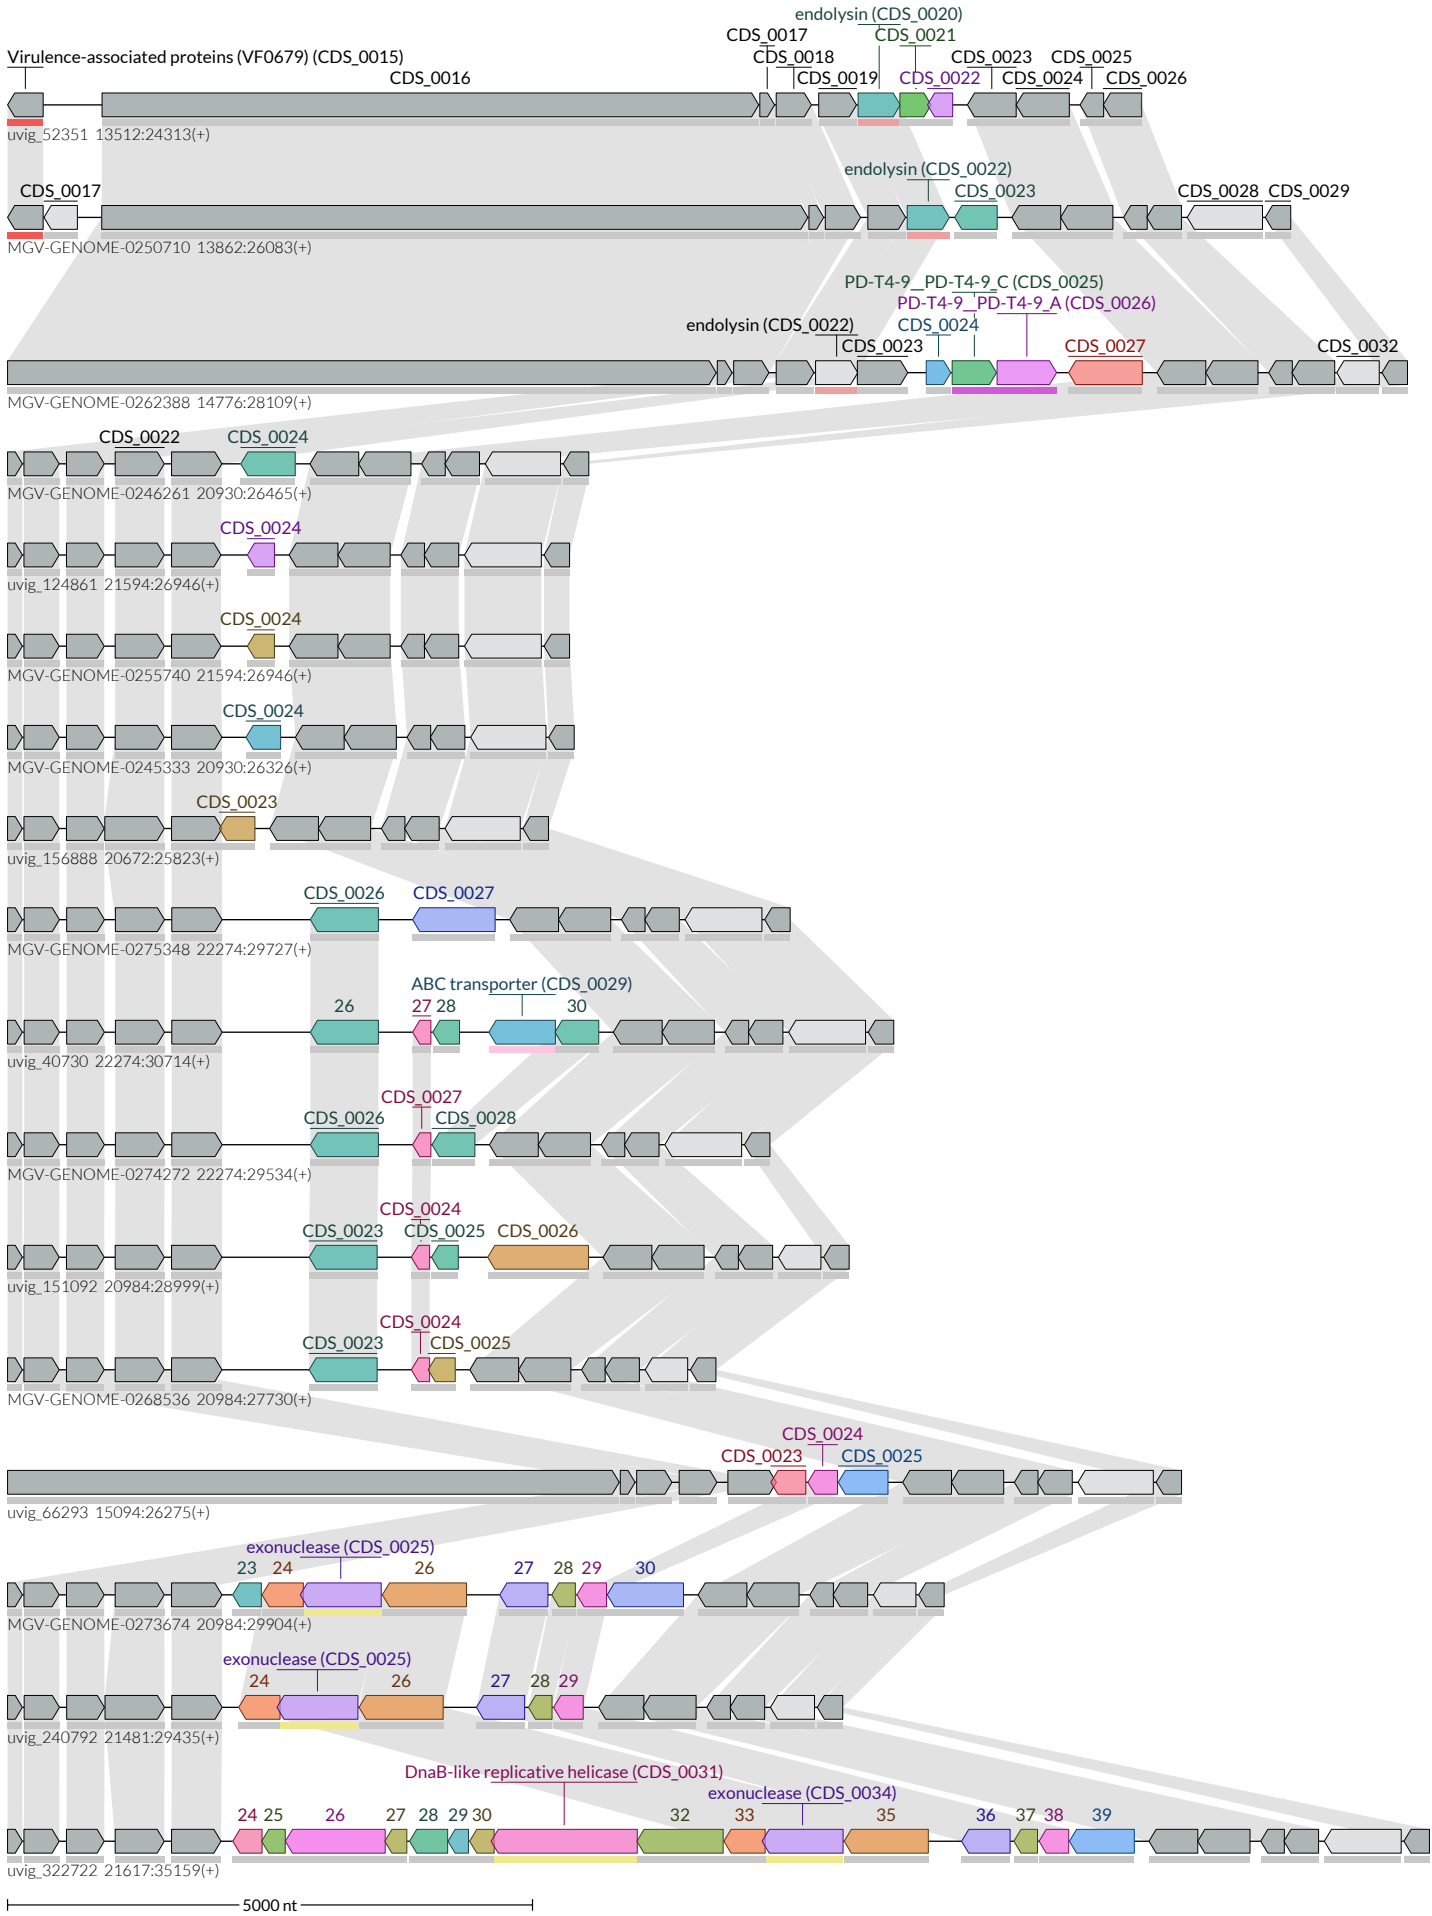 endolysin (CDS_0020)
CDS_0017 CDS_0021
Virulence-associated proteins (VF0679) (CDS_0015) CDS_0018 CDS_0023 CDS_0025
CDS_0016 CDS_0019 CDS_0022 CDS_0024 CDS_0026
uvig_52351 13512:24313(+)
endolysin (CDS_0022)
CDS_0017 CDS_0023 CDS_0028 CDS_0029
MGV-GENOME-0250710 13862:26083(+)
PD-T4-9__PD-T4-9_C (CDS_0025)
PD-T4-9__PD-T4-9_A (CDS_0026)
endolysin (CDS_0022) CDS_0024
CDS_0023 CDS_0027 CDS_0032
MGV-GENOME-0262388 14776:28109(+)
CDS_0022 CDS_0024
MGV-GENOME-0246261 20930:26465(+)
CDS_0024
uvig_124861 21594:26946(+)
CDS_0024
MGV-GENOME-0255740 21594:26946(+)
CDS_0024
MGV-GENOME-0245333 20930:26326(+)
CDS_0023
uvig_156888 20672:25823(+)
CDS_0026 CDS_0027
MGV-GENOME-0275348 22274:29727(+)
ABC transporter (CDS_0029)
26 27 28 30
uvig_40730 22274:30714(+)
CDS_0027
CDS_0026 CDS_0028
MGV-GENOME-0274272 22274:29534(+)
CDS_0024
CDS_0023 CDS_0025 CDS_0026
uvig_151092 20984:28999(+)
CDS_0024
CDS_0023 CDS_0025
MGV-GENOME-0268536 20984:27730(+)
CDS_0024
CDS_0023 CDS_0025
uvig_66293 15094:26275(+)
exonuclease (CDS_0025)
23 24 26 27 28 29 30
MGV-GENOME-0273674 20984:29904(+)
exonuclease (CDS_0025)
24 26 27 28 29
uvig_240792 21481:29435(+)
DnaB-like replicative helicase (CDS_0031)
exonuclease (CDS_0034)
24 25 26 27 28 29 30 32 33 35 36 37 38 39
uvig_322722 21617:35159(+)
5000 nt